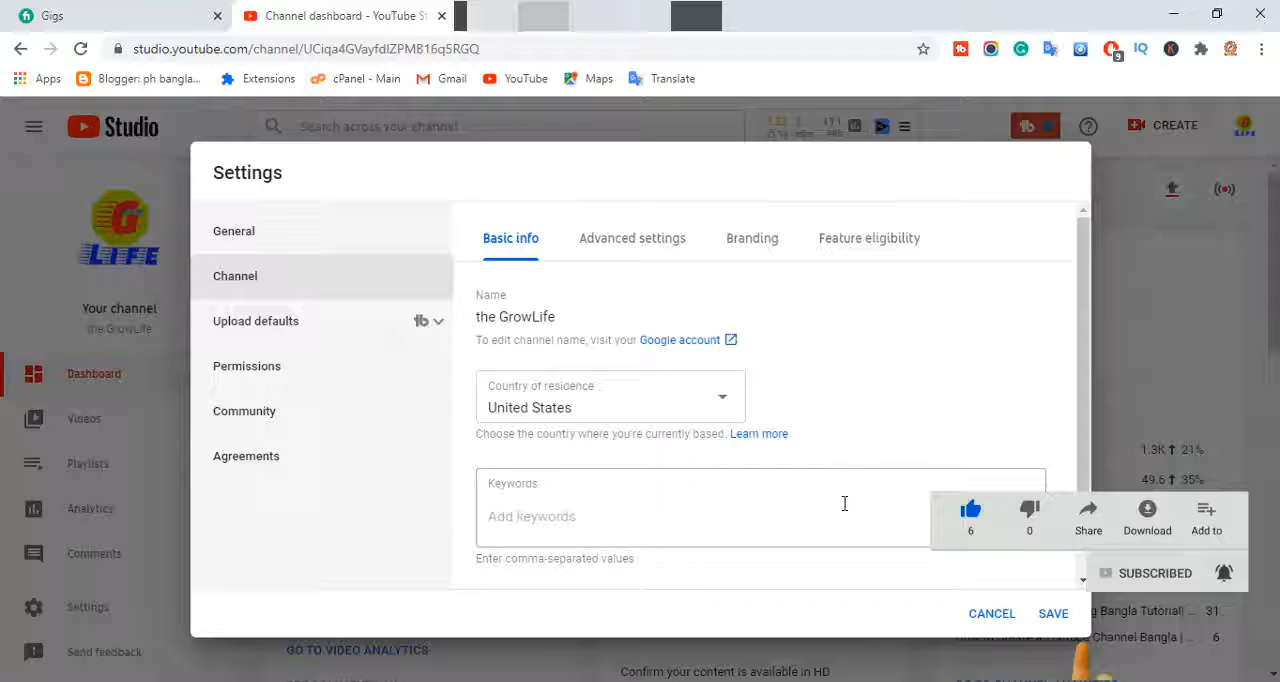 Gigs
Channel dashboard - YouTube St
studio.youtube.com/channel/UCiqa4GVayfdlZPMB16q5RGQ
Apps
Blogger: ph bangla...
Extensions
cPanel - Main
Gmail
YouTube
Maps
Translate
Studio
Search across your channel
CREATE
Settings
General
Channel
Upload defaults
Permissions
Community
Agreements
Basic info
Advanced settings
Branding
Feature eligibility
Name
the GrowLife
To edit channel name, visit your Google account
Country of residence
United States
Choose the country where you're currently based. Learn more
Keywords
Add keywords
Enter comma-separated values
CANCEL
SAVE
G
LIFE
Your channel
the GrowLife
Dashboard
Videos
Playlists
Analytics
Comments
Settings
Send feedback
1.3K 21%
49.6 35%
6
0
Share
Download
Add to
SUBSCRIBED
g Bangla Tutorial|... 31
Channel Bangla | ... 6
GO TO VIDEO ANALYTICS
Confirm your content is available in HD